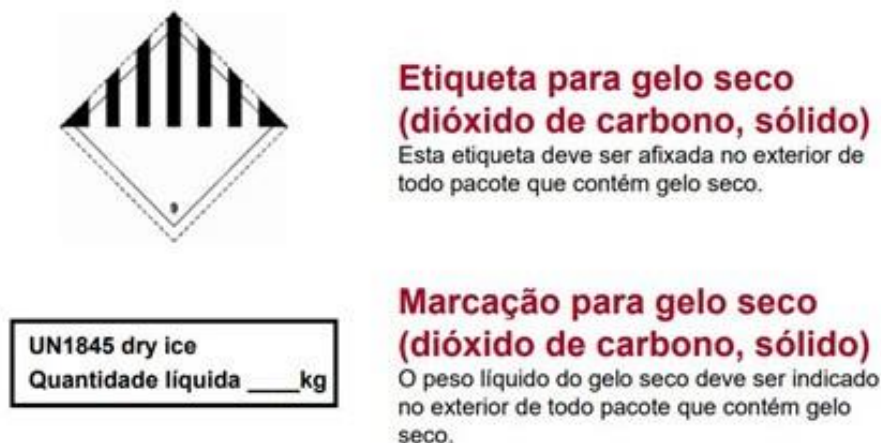 Etiqueta para gelo seco
(dióxido de carbono, sólido)
Esta etiqueta deve ser afixada no exterior de
todo pacote que contém gelo seco.
9
Marcação para gelo seco
(dióxido de carbono, sólido)
O peso líquido do gelo seco deve ser indicado
no exterior de todo pacote que contém gelo
seco.
UN1845 dry ice
Quantidade líquida ____kg